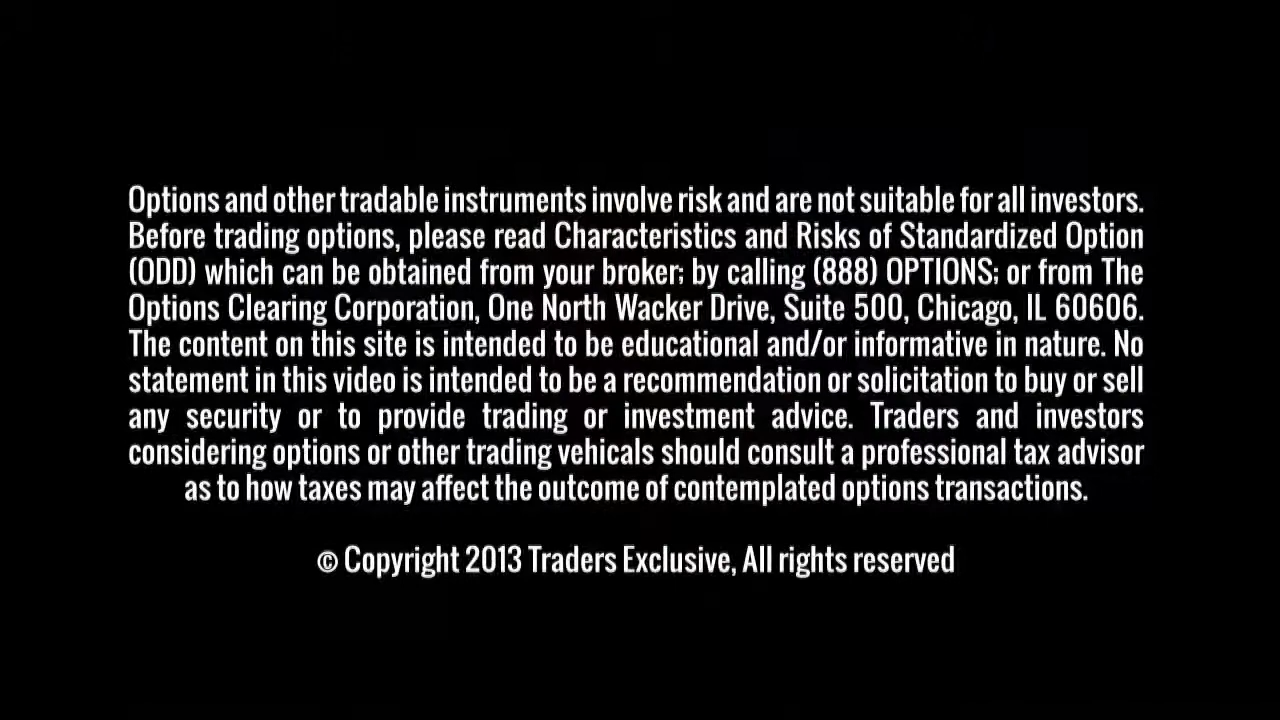 Options and other tradable instruments involve risk and are not suitable for all investors.
Before trading options, please read Characteristics and Risks of Standardized Option
(ODD) which can be obtained from your broker; by calling (888) OPTIONS; or from The
Options Clearing Corporation, One North Wacker Drive, Suite 500, Chicago, IL 60606.
The content on this site is intended to be educational and/or informative in nature. No
statement in this video is intended to be a recommendation or solicitation to buy or sell
any security or to provide trading or investment advice. Traders and investors
considering options or other trading vehicals should consult a professional tax advisor
as to how taxes may affect the outcome of contemplated options transactions.
© Copyright 2013 Traders Exclusive, All rights reserved